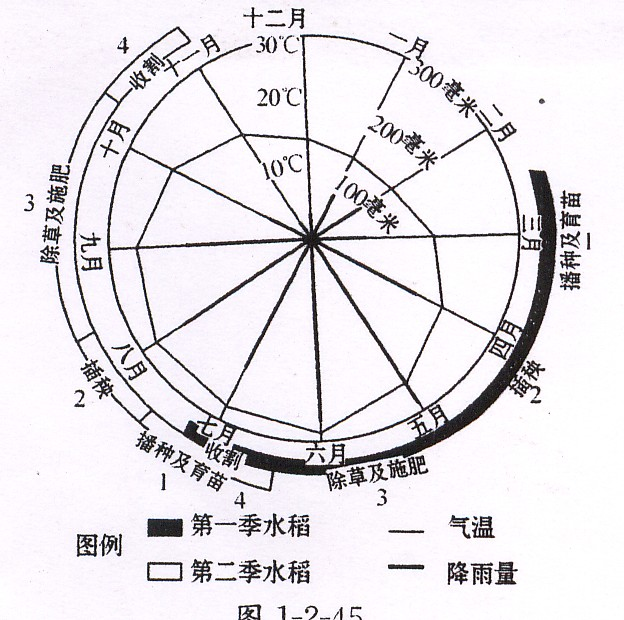 十二月
一月
二月
三月
四月
五月
六月
七月
八月
九月
十月
十一月
30℃
20℃
10℃
300毫米
200毫米
100毫米
播种及育苗
1
插秧
2
除草及施肥
3
收割
4
播种及育苗
1
插秧
2
除草及施肥
3
收割
4
图例
第一季水稻
气温
第二季水稻
降雨量
图 1-2-45